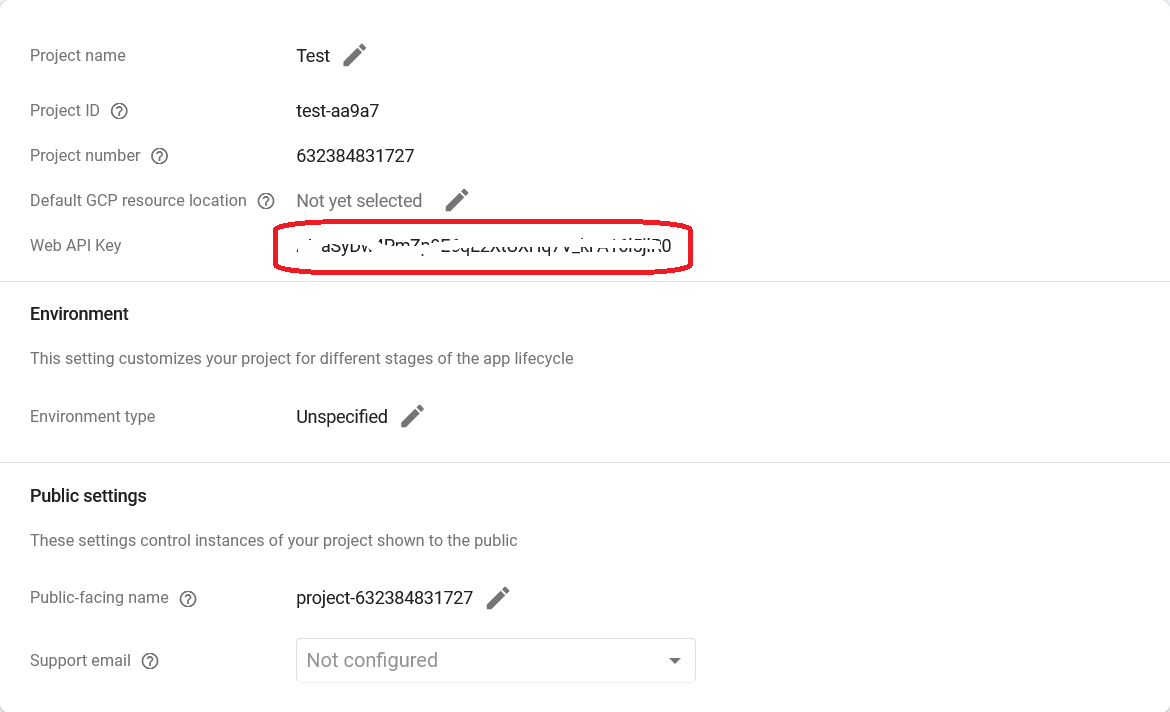 Project name Test
Project ID test-aa9a7
Project number 632384831727
Default GCP resource location Not yet selected
Web API Key
Environment
This setting customizes your project for different stages of the app lifecycle
Environment type Unspecified
Public settings
These settings control instances of your project shown to the public
Public-facing name project-632384831727
Support email Not configured